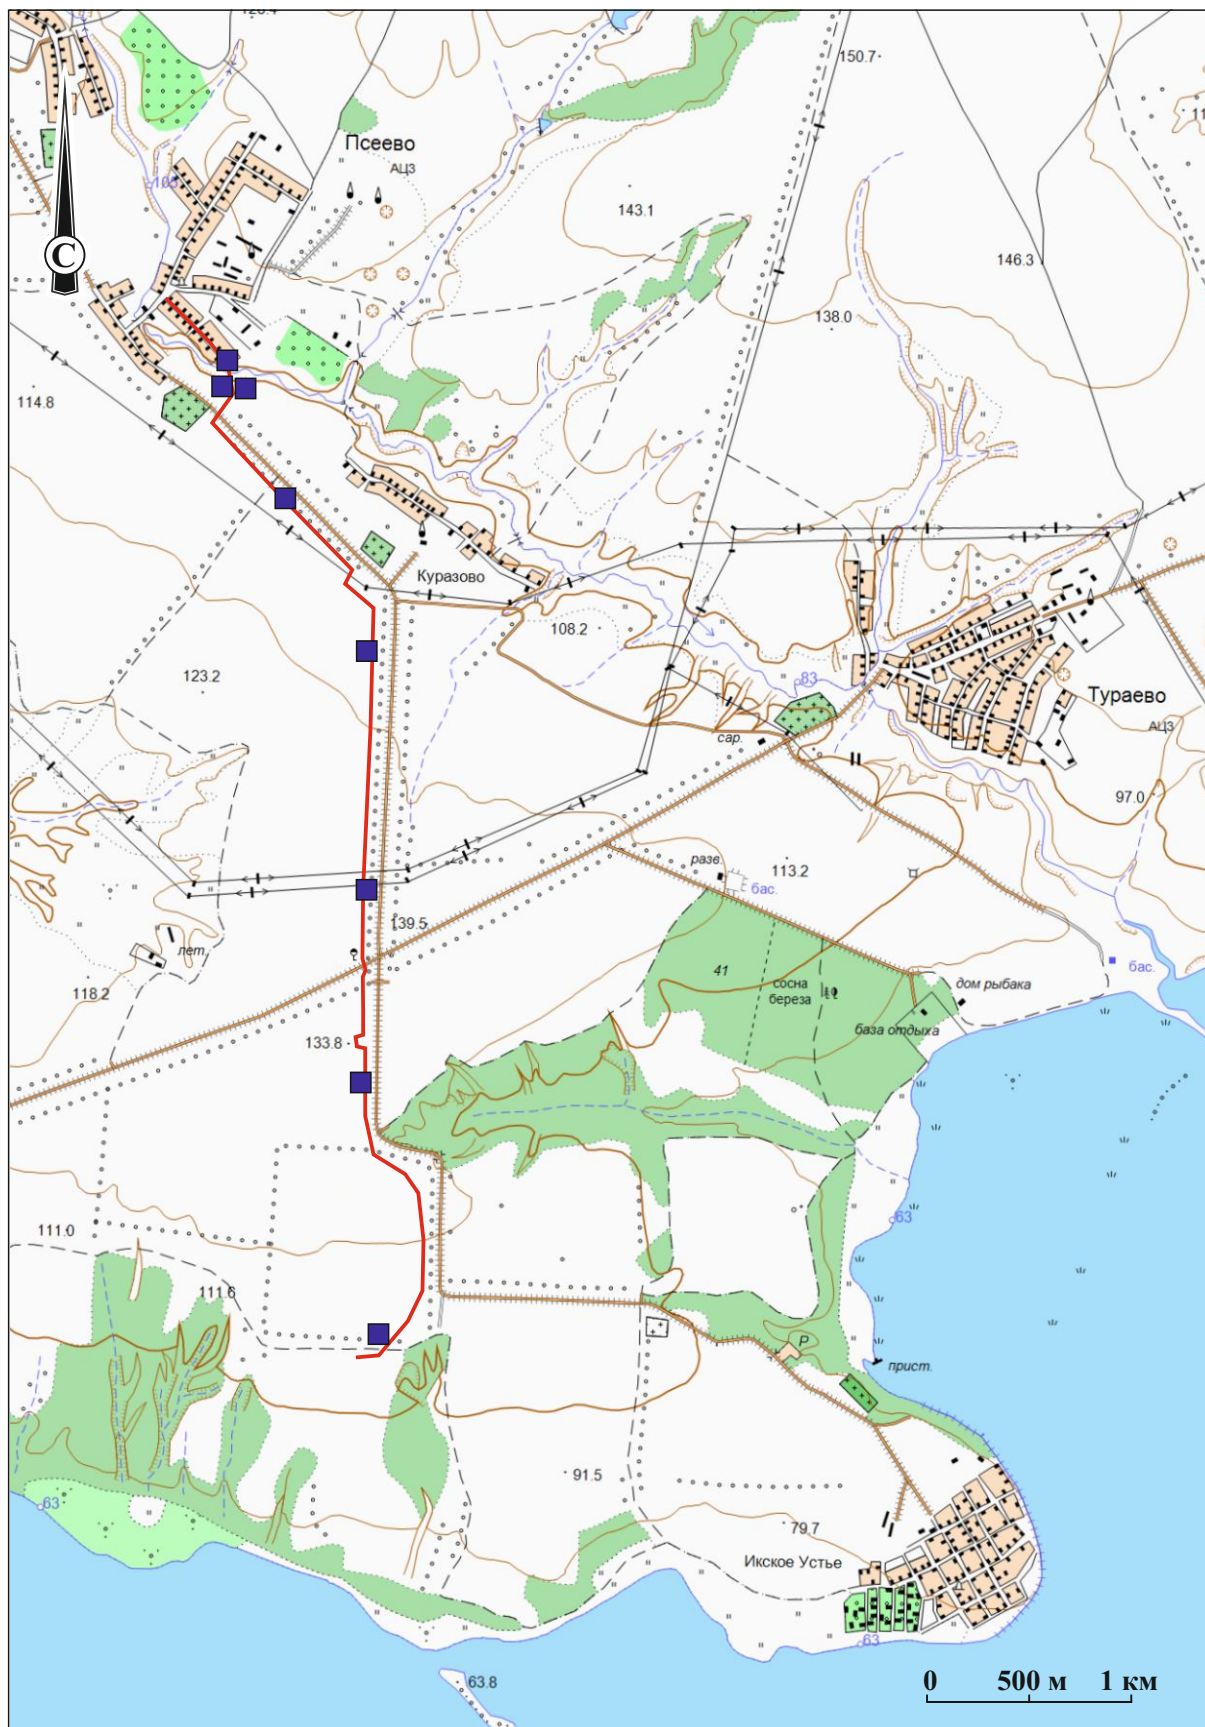 150.7
Псеево
АЦЗ
105
143.1
С
146.3
138.0
114.8
Куразово
108.2
123.2
83
Тураево
АЦЗ
сар.
97.0
разв.
113.2
бас.
139.5
лет.
41
сосна
береза
бас.
118.2
дом рыбака
база отдыха
133.8
63
111.0
111.6
Р
прист.
91.5
63
79.7
Икское Устье
63
63.8
0 500 м 1 км